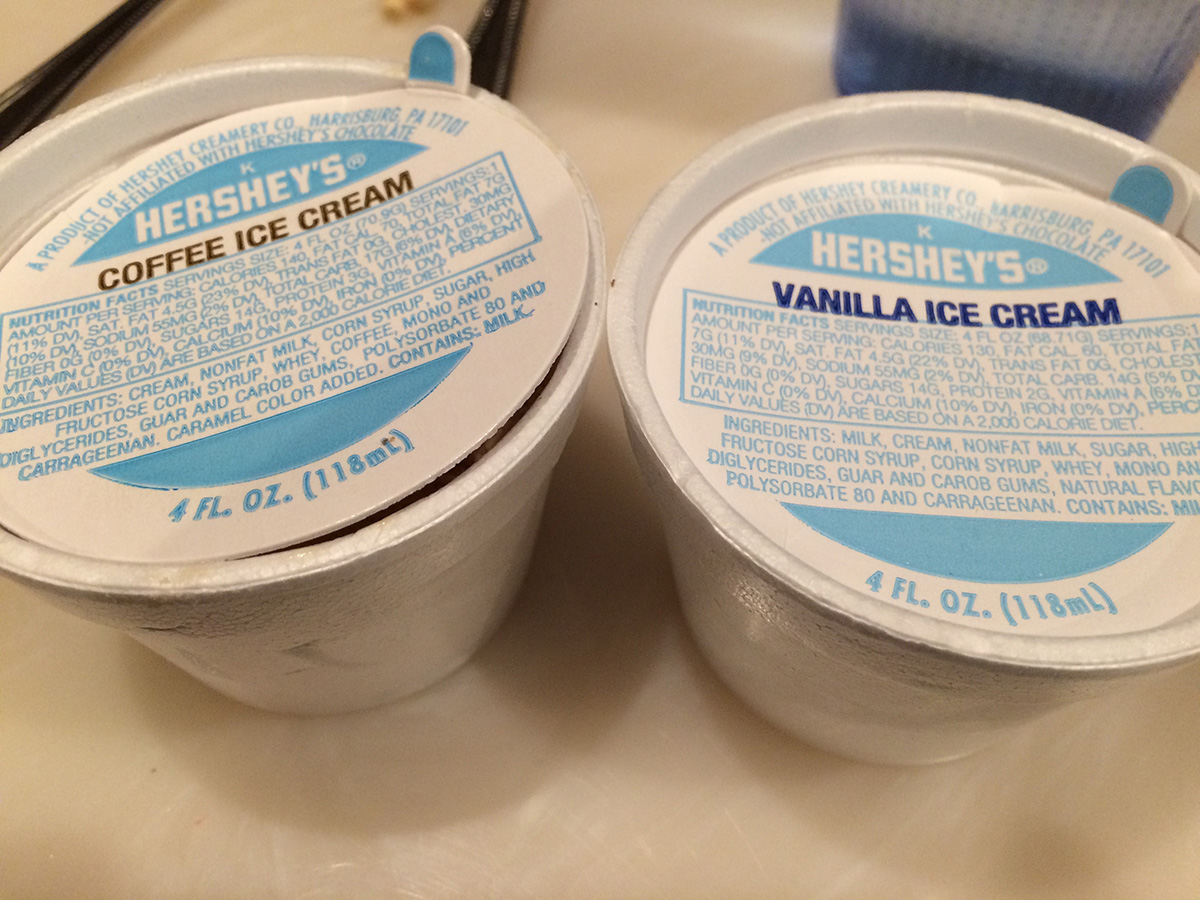 A PRODUCT OF HERSHEY CREAMERY CO. HARRISBURG, PA 17101
-NOT AFFILIATED WITH HERSHEY'S CHOCOLATE
K
HERSHEY'S®
COFFEE ICE CREAM
NUTRITION FACTS SERVINGS SIZE: 4 FL OZ (70.9G), SERVINGS:1
AMOUNT PER SERVING: CALORIES 140, FAT CAL. 70, TOTAL FAT 7G
(11% DV), SAT. FAT 4.5G (23% DV), TRANS FAT 0G, CHOLEST. 30MG
(10% DV), SODIUM 55MG (2% DV), TOTAL CARB. 17G (6% DV), DIETARY
FIBER 0G (0% DV), SUGARS 14G, PROTEIN 3G, VITAMIN A (6% DV),
VITAMIN C (0% DV), CALCIUM (10% DV), IRON (0% DV), PERCENT
DAILY VALUES (DV) ARE BASED ON A 2,000 CALORIE DIET.
INGREDIENTS: CREAM, NONFAT MILK, CORN SYRUP, SUGAR, HIGH
FRUCTOSE CORN SYRUP, WHEY, COFFEE, MONO AND
DIGLYCERIDES, GUAR AND CAROB GUMS, POLYSORBATE 80 AND
CARRAGEENAN. CARAMEL COLOR ADDED. CONTAINS: MILK.
4 FL. OZ. (118mL)
A PRODUCT OF HERSHEY CREAMERY CO. HARRISBURG, PA 17101
-NOT AFFILIATED WITH HERSHEY'S CHOCOLATE
K
HERSHEY'S®
VANILLA ICE CREAM
NUTRITION FACTS SERVINGS SIZE: 4 FL OZ (68.71G) SERVINGS:1
AMOUNT PER SERVING: CALORIES 130, FAT CAL. 60, TOTAL FAT
7G (11% DV), SAT. FAT 4.5G (22% DV), TRANS FAT 0G, CHOLEST
30MG (9% DV), SODIUM 55MG (2% DV), TOTAL CARB. 14G (5% DV
FIBER 0G (0% DV), SUGARS 14G, PROTEIN 2G, VITAMIN A (6%
VITAMIN C (0% DV), CALCIUM (10% DV), IRON (0% DV), PERC
DAILY VALUES (DV) ARE BASED ON A 2,000 CALORIE DIET.
INGREDIENTS: MILK, CREAM, NONFAT MILK, SUGAR, HIGH
FRUCTOSE CORN SYRUP, CORN SYRUP, WHEY, MONO AN
DIGLYCERIDES, GUAR AND CAROB GUMS, NATURAL FLAV
POLYSORBATE 80 AND CARRAGEENAN. CONTAINS: MIL
4 FL. OZ. (118mL)